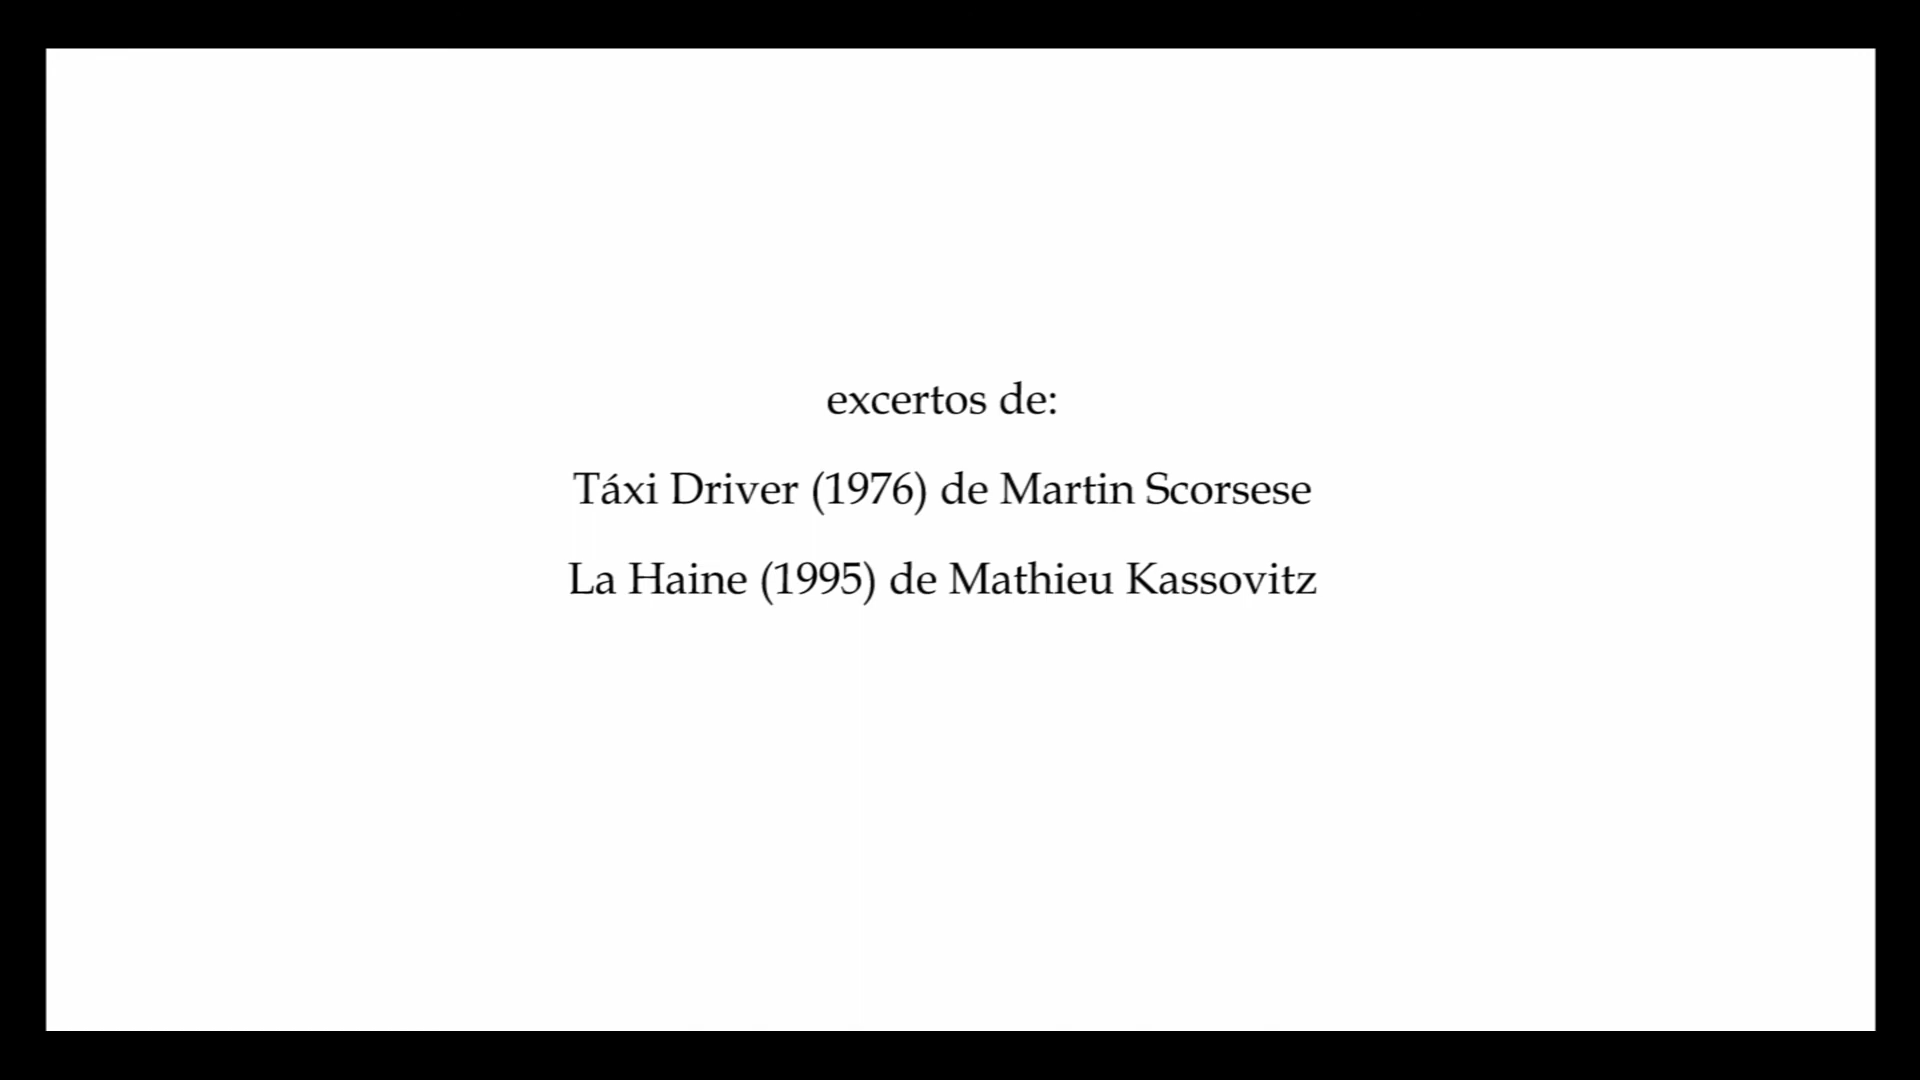 excertos de:
Táxi Driver (1976) de Martin Scorsese
La Haine (1995) de Mathieu Kassovitz